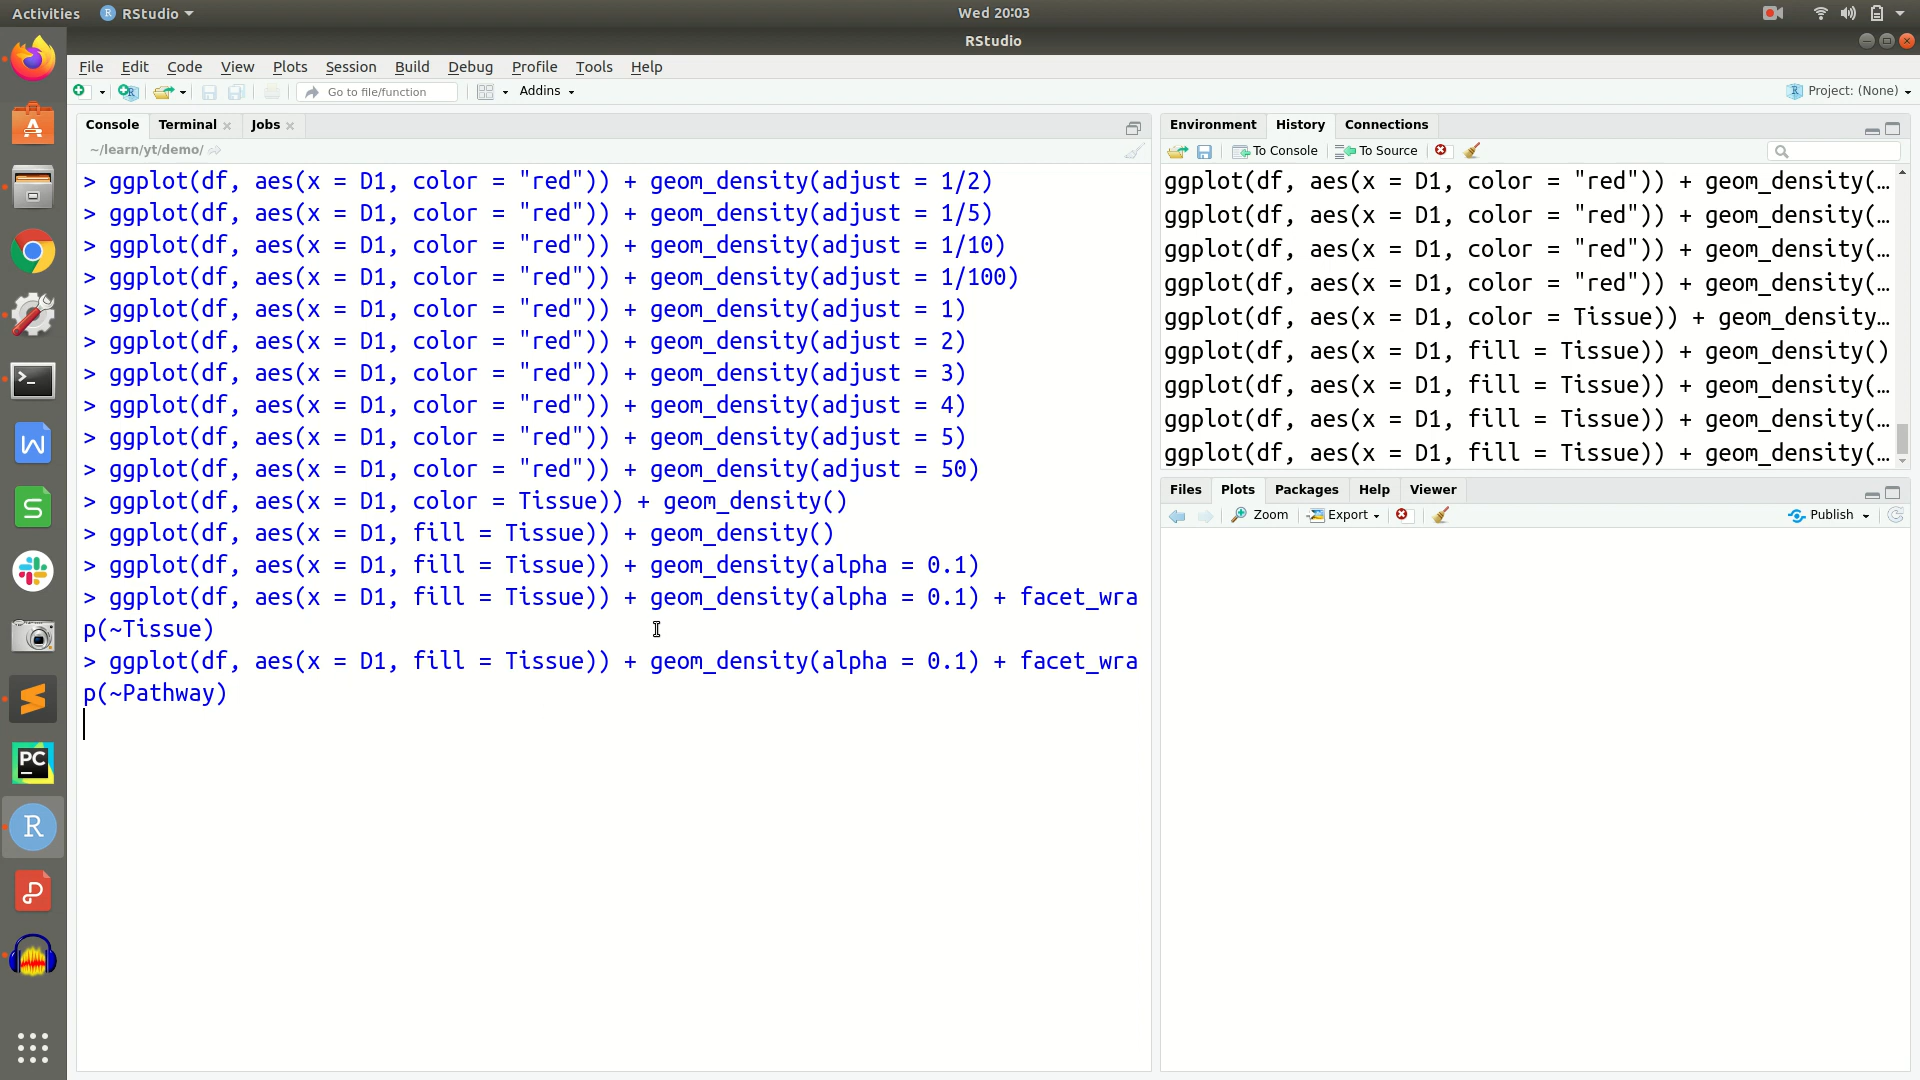 Activities
RStudio
Wed 20:03
RStudio
File Edit Code View Plots Session Build Debug Profile Tools Help
Go to file/function
Addins
Project: (None)
Console Terminal Jobs
~/learn/yt/demo/
> ggplot(df, aes(x = D1, color = "red")) + geom_density(adjust = 1/2)
> ggplot(df, aes(x = D1, color = "red")) + geom_density(adjust = 1/5)
> ggplot(df, aes(x = D1, color = "red")) + geom_density(adjust = 1/10)
> ggplot(df, aes(x = D1, color = "red")) + geom_density(adjust = 1/100)
> ggplot(df, aes(x = D1, color = "red")) + geom_density(adjust = 1)
> ggplot(df, aes(x = D1, color = "red")) + geom_density(adjust = 2)
> ggplot(df, aes(x = D1, color = "red")) + geom_density(adjust = 3)
> ggplot(df, aes(x = D1, color = "red")) + geom_density(adjust = 4)
> ggplot(df, aes(x = D1, color = "red")) + geom_density(adjust = 5)
> ggplot(df, aes(x = D1, color = "red")) + geom_density(adjust = 50)
> ggplot(df, aes(x = D1, color = Tissue)) + geom_density()
> ggplot(df, aes(x = D1, fill = Tissue)) + geom_density()
> ggplot(df, aes(x = D1, fill = Tissue)) + geom_density(alpha = 0.1)
> ggplot(df, aes(x = D1, fill = Tissue)) + geom_density(alpha = 0.1) + facet_wra
p(~Tissue)
> ggplot(df, aes(x = D1, fill = Tissue)) + geom_density(alpha = 0.1) + facet_wra
p(~Pathway)
Environment History Connections
To Console To Source
ggplot(df, aes(x = D1, color = "red")) + geom_density(…
ggplot(df, aes(x = D1, color = "red")) + geom_density(…
ggplot(df, aes(x = D1, color = "red")) + geom_density(…
ggplot(df, aes(x = D1, color = "red")) + geom_density(…
ggplot(df, aes(x = D1, color = Tissue)) + geom_density…
ggplot(df, aes(x = D1, fill = Tissue)) + geom_density()
ggplot(df, aes(x = D1, fill = Tissue)) + geom_density(…
ggplot(df, aes(x = D1, fill = Tissue)) + geom_density(…
ggplot(df, aes(x = D1, fill = Tissue)) + geom_density(…
Files Plots Packages Help Viewer
Zoom Export Publish
A
W
S
PC
R
P